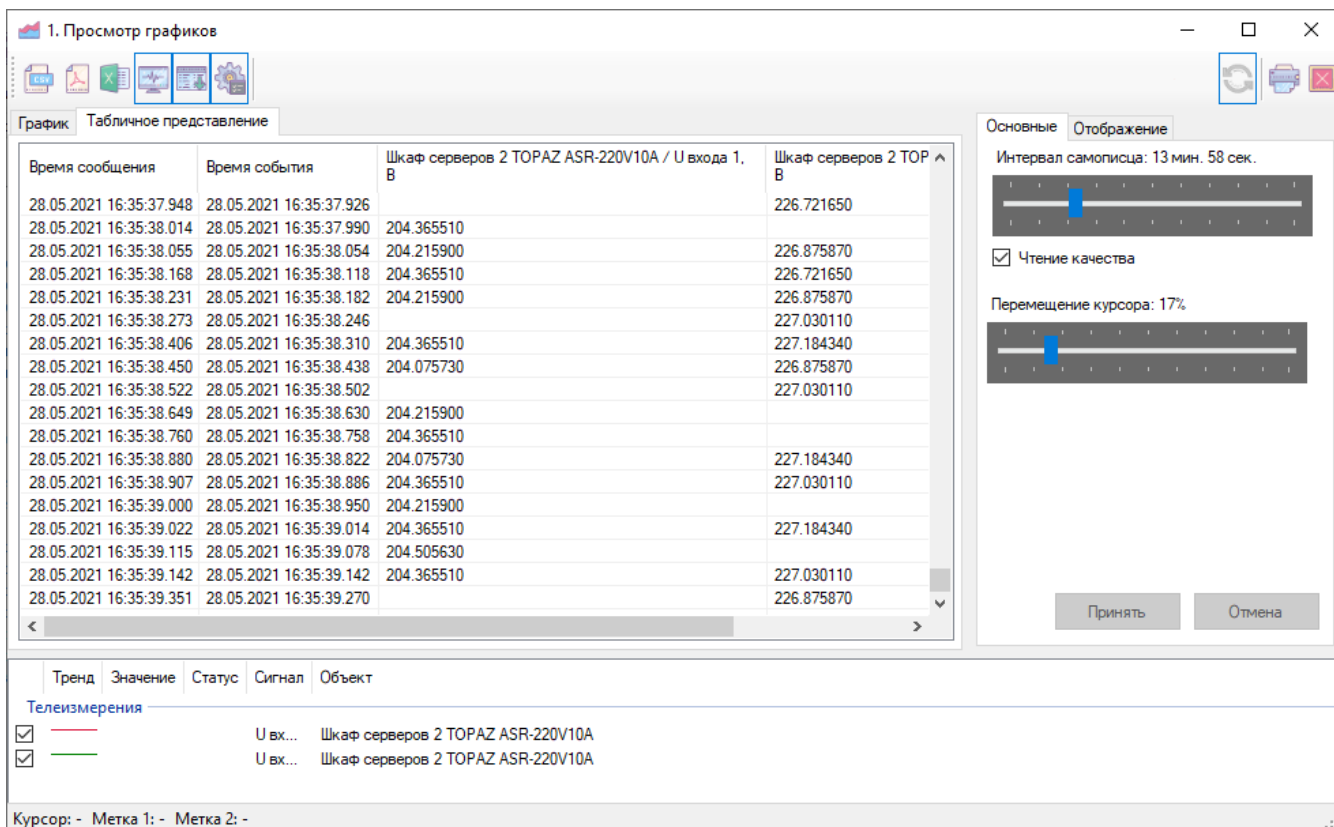 1. Просмотр графиков
CSV
График Табличное представление
Основные Отображение
Время сообщения Время события Шкаф серверов 2 TOPAZ ASR-220V10A / U входа 1, В Шкаф серверов 2 TOP В
28.05.2021 16:35:37.948 28.05.2021 16:35:37.926 226.721650
28.05.2021 16:35:38.014 28.05.2021 16:35:37.990 204.365510
28.05.2021 16:35:38.055 28.05.2021 16:35:38.054 204.215900 226.875870
28.05.2021 16:35:38.168 28.05.2021 16:35:38.118 204.365510 226.721650
28.05.2021 16:35:38.231 28.05.2021 16:35:38.182 204.215900 226.875870
28.05.2021 16:35:38.273 28.05.2021 16:35:38.246 227.030110
28.05.2021 16:35:38.406 28.05.2021 16:35:38.310 204.365510 227.184340
28.05.2021 16:35:38.450 28.05.2021 16:35:38.438 204.075730 226.875870
28.05.2021 16:35:38.522 28.05.2021 16:35:38.502 227.030110
28.05.2021 16:35:38.649 28.05.2021 16:35:38.630 204.215900
28.05.2021 16:35:38.760 28.05.2021 16:35:38.758 204.365510
28.05.2021 16:35:38.880 28.05.2021 16:35:38.822 204.075730 227.184340
28.05.2021 16:35:38.907 28.05.2021 16:35:38.886 204.365510 227.030110
28.05.2021 16:35:39.000 28.05.2021 16:35:38.950 204.215900
28.05.2021 16:35:39.022 28.05.2021 16:35:39.014 204.365510 227.184340
28.05.2021 16:35:39.115 28.05.2021 16:35:39.078 204.505630
28.05.2021 16:35:39.142 28.05.2021 16:35:39.142 204.365510 227.030110
28.05.2021 16:35:39.351 28.05.2021 16:35:39.270 226.875870
Интервал самописца: 13 мин. 58 сек.
Чтение качества
Перемещение курсора: 17%
Принять Отмена
Тренд Значение Статус Сигнал Объект
Телеизмерения
U вх... Шкаф серверов 2 TOPAZ ASR-220V10A
U вх... Шкаф серверов 2 TOPAZ ASR-220V10A
Курсор: - Метка 1: - Метка 2: -